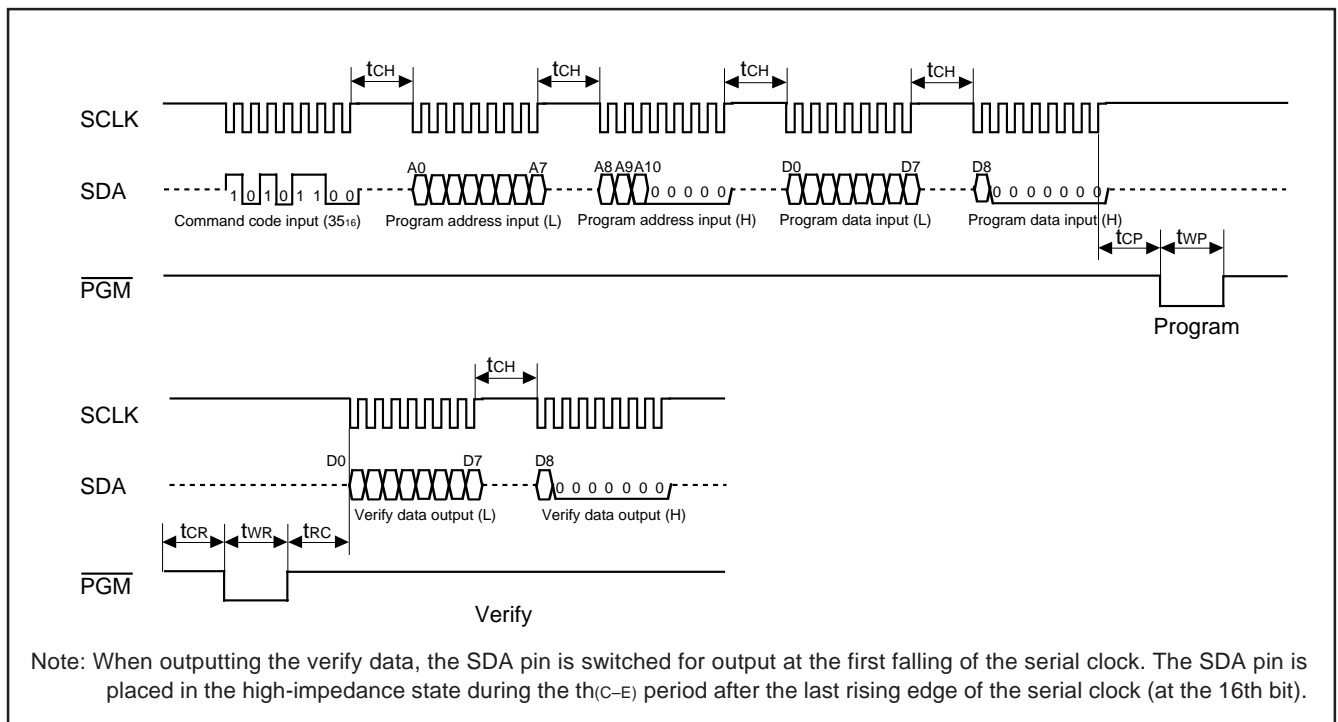 tCH tCH tCH tCH
SCLK
A0 A7 A8 A9 A10 D0 D7 D8
SDA
1 0 1 0 1 1 0 0 0 0 0 0 0 0 0 0 0 0 0 0
Command code input (3516) Program address input (L) Program address input (H) Program data input (L) Program data input (H)
tCP tWP
PGM
Program
tCH
SCLK
D0 D7 D8
SDA
0 0 0 0 0 0 0
Verify data output (L) Verify data output (H)
tCR tWR tRC
PGM
Verify
Note: When outputting the verify data, the SDA pin is switched for output at the first falling of the serial clock. The SDA pin is
placed in the high-impedance state during the th(C–E) period after the last rising edge of the serial clock (at the 16th bit).